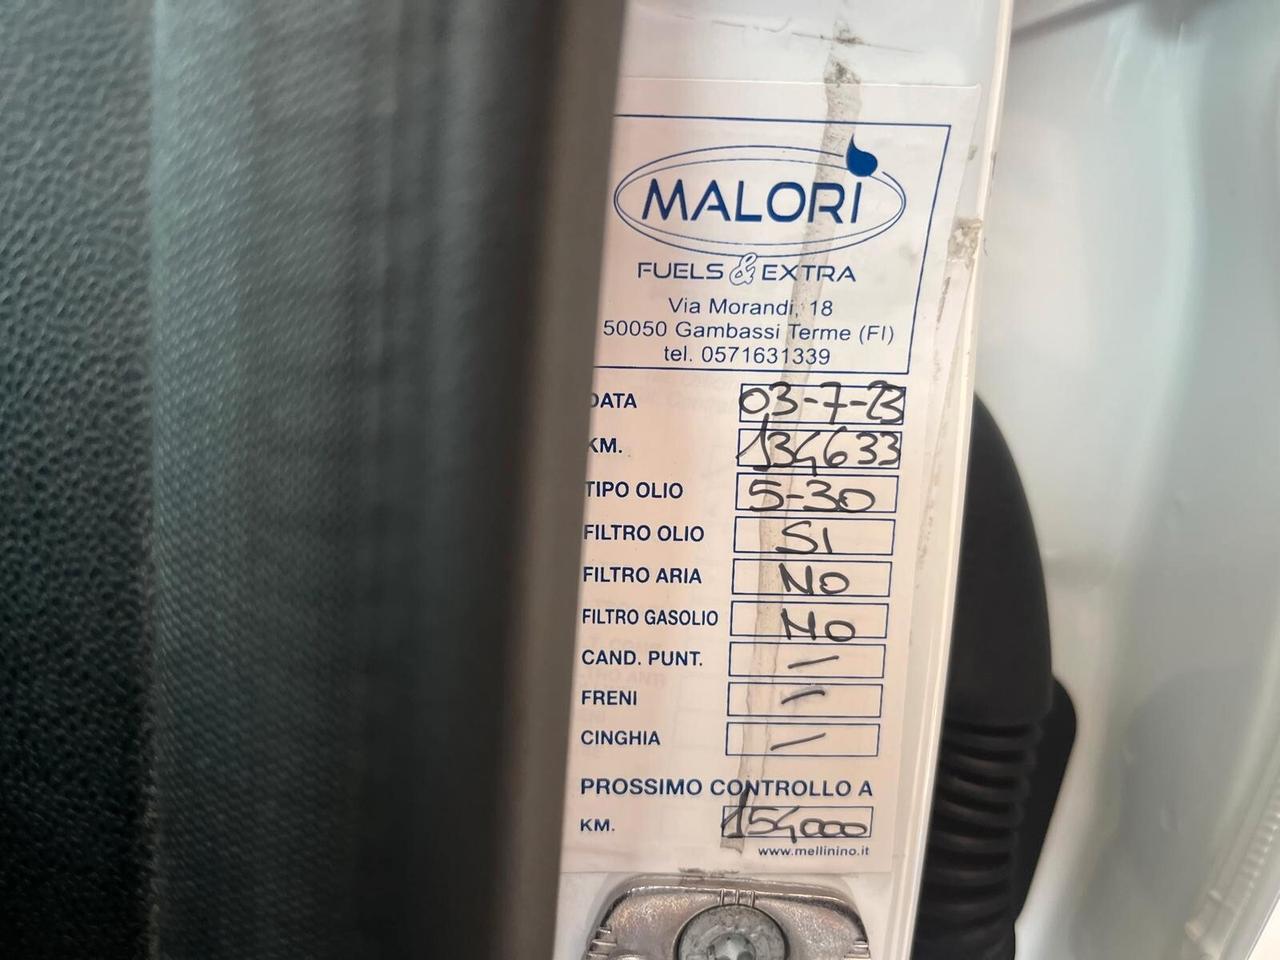 MALORI
FUELS & EXTRA
Via Morandi, 18
50050 Gambassi Terme (FI)
tel. 0571631339
DATA 03-7-23
KM. 134633
TIPO OLIO 5-30
FILTRO OLIO SI
FILTRO ARIA NO
FILTRO GASOLIO NO
CAND. PUNT. /
FRENI /
CINGHIA /
PROSSIMO CONTROLLO A
KM. 154000
www.mellinino.it